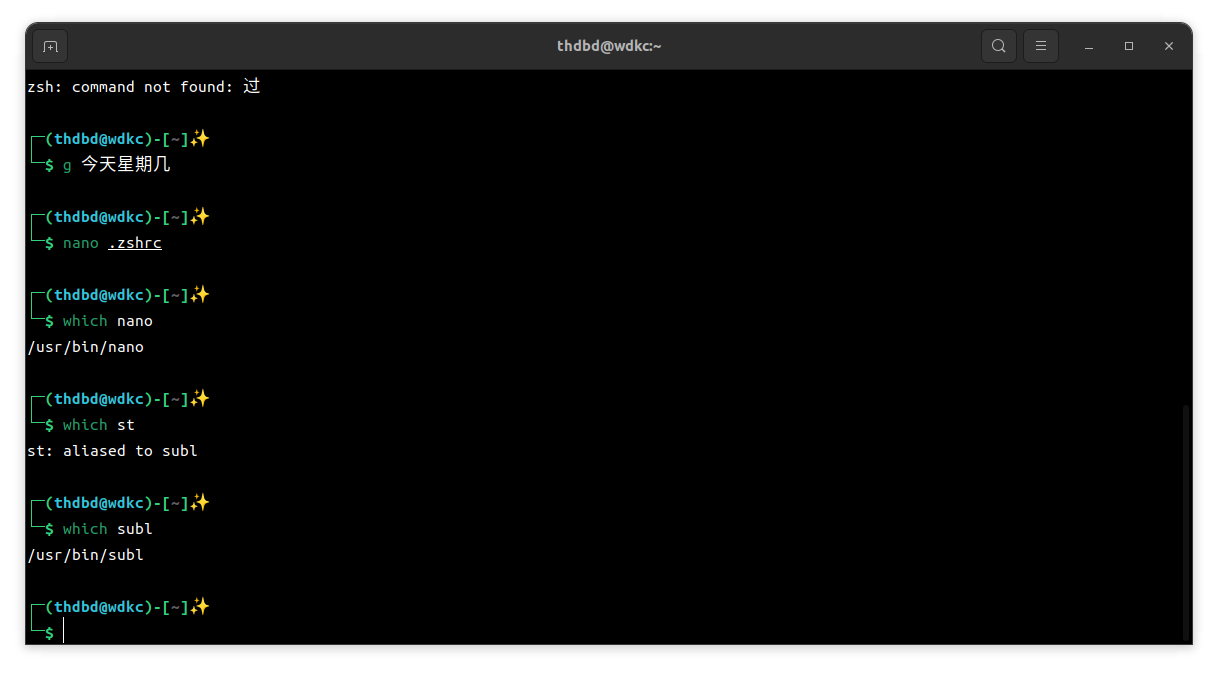 thdbd@wdkc:~
zsh: command not found: 过
┌─(thdbd@wdkc)-[~]✨
└─$ g 今天星期几
┌─(thdbd@wdkc)-[~]✨
└─$ nano .zshrc
┌─(thdbd@wdkc)-[~]✨
└─$ which nano
/usr/bin/nano
┌─(thdbd@wdkc)-[~]✨
└─$ which st
st: aliased to subl
┌─(thdbd@wdkc)-[~]✨
└─$ which subl
/usr/bin/subl
┌─(thdbd@wdkc)-[~]✨
└─$